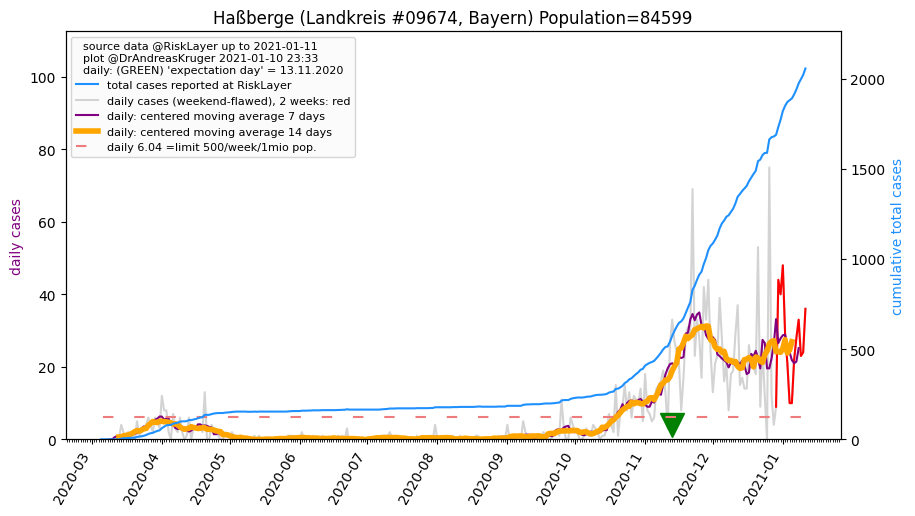 Haßberge (Landkreis #09674, Bayern) Population=84599
source data @RiskLayer up to 2021-01-11
plot @DrAndreasKruger 2021-01-10 23:33
daily: (GREEN) 'expectation day' = 13.11.2020
total cases reported at RiskLayer
daily cases (weekend-flawed), 2 weeks: red
daily: centered moving average 7 days
daily: centered moving average 14 days
daily 6.04 =limit 500/week/1mio pop.
daily cases
100
80
60
40
20
0
cumulative total cases
2000
1500
1000
500
0
2020-03
2020-04
2020-05
2020-06
2020-07
2020-08
2020-09
2020-10
2020-11
2020-12
2021-01